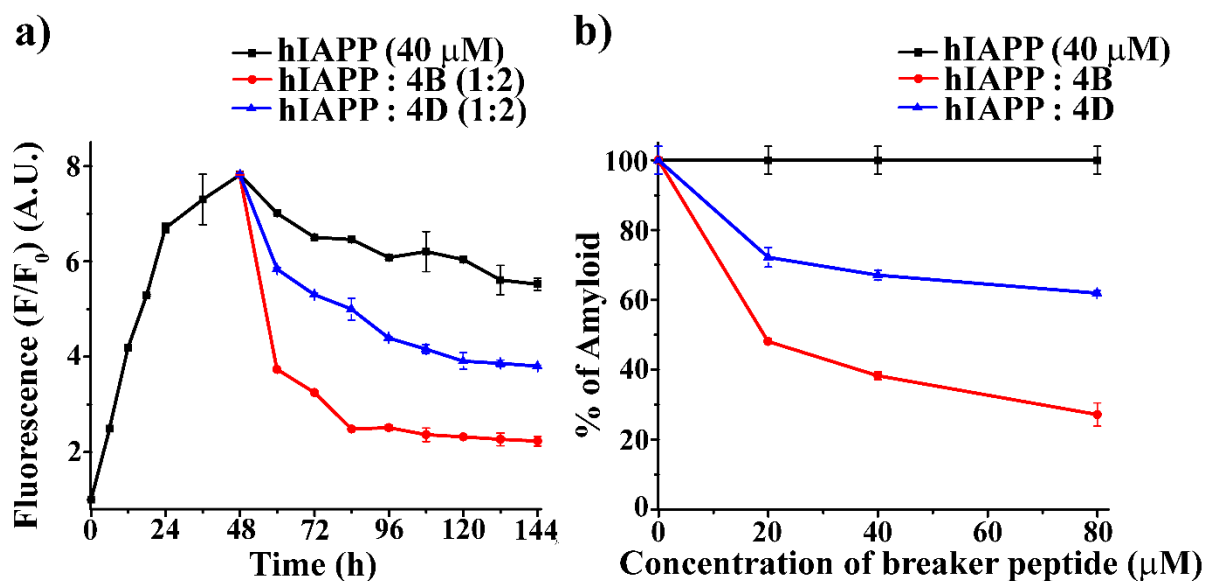 a)
hIAPP (40 μM)
hIAPP : 4B (1:2)
hIAPP : 4D (1:2)
8
6
4
2
Fluorescence (F/F0) (A.U.)
0 24 48 72 96 120 144
Time (h)
b)
hIAPP (40 μM)
hIAPP : 4B
hIAPP : 4D
100
80
60
40
20
0
% of Amyloid
0 20 40 60 80
Concentration of breaker peptide (μM)